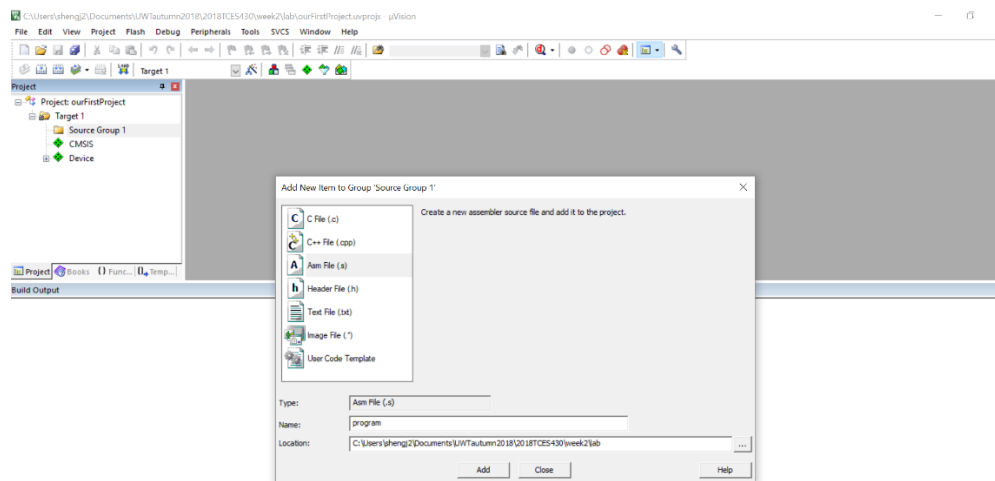 C:\Users\shengj2\Documents\UWTautumn2018\2018TCES430\week2\lab\ourFirstProject.uvprojx - µVision
File Edit View Project Flash Debug Peripherals Tools SVCS Window Help
Target 1
Project
Project: ourFirstProject
Target 1
Source Group 1
CMSIS
Device
Project Books {} Func... Temp...
Build Output
Add New Item to Group 'Source Group 1'
C File (.c)
Create a new assembler source file and add it to the project.
C++ File (.cpp)
Asm File (.s)
Header File (.h)
Text File (.txt)
Image File (.*)
User Code Template
Type: Asm File (.s)
Name: program
Location: C:\Users\shengj2\Documents\UWTautumn2018\2018TCES430\week2\lab ...
Add Close Help